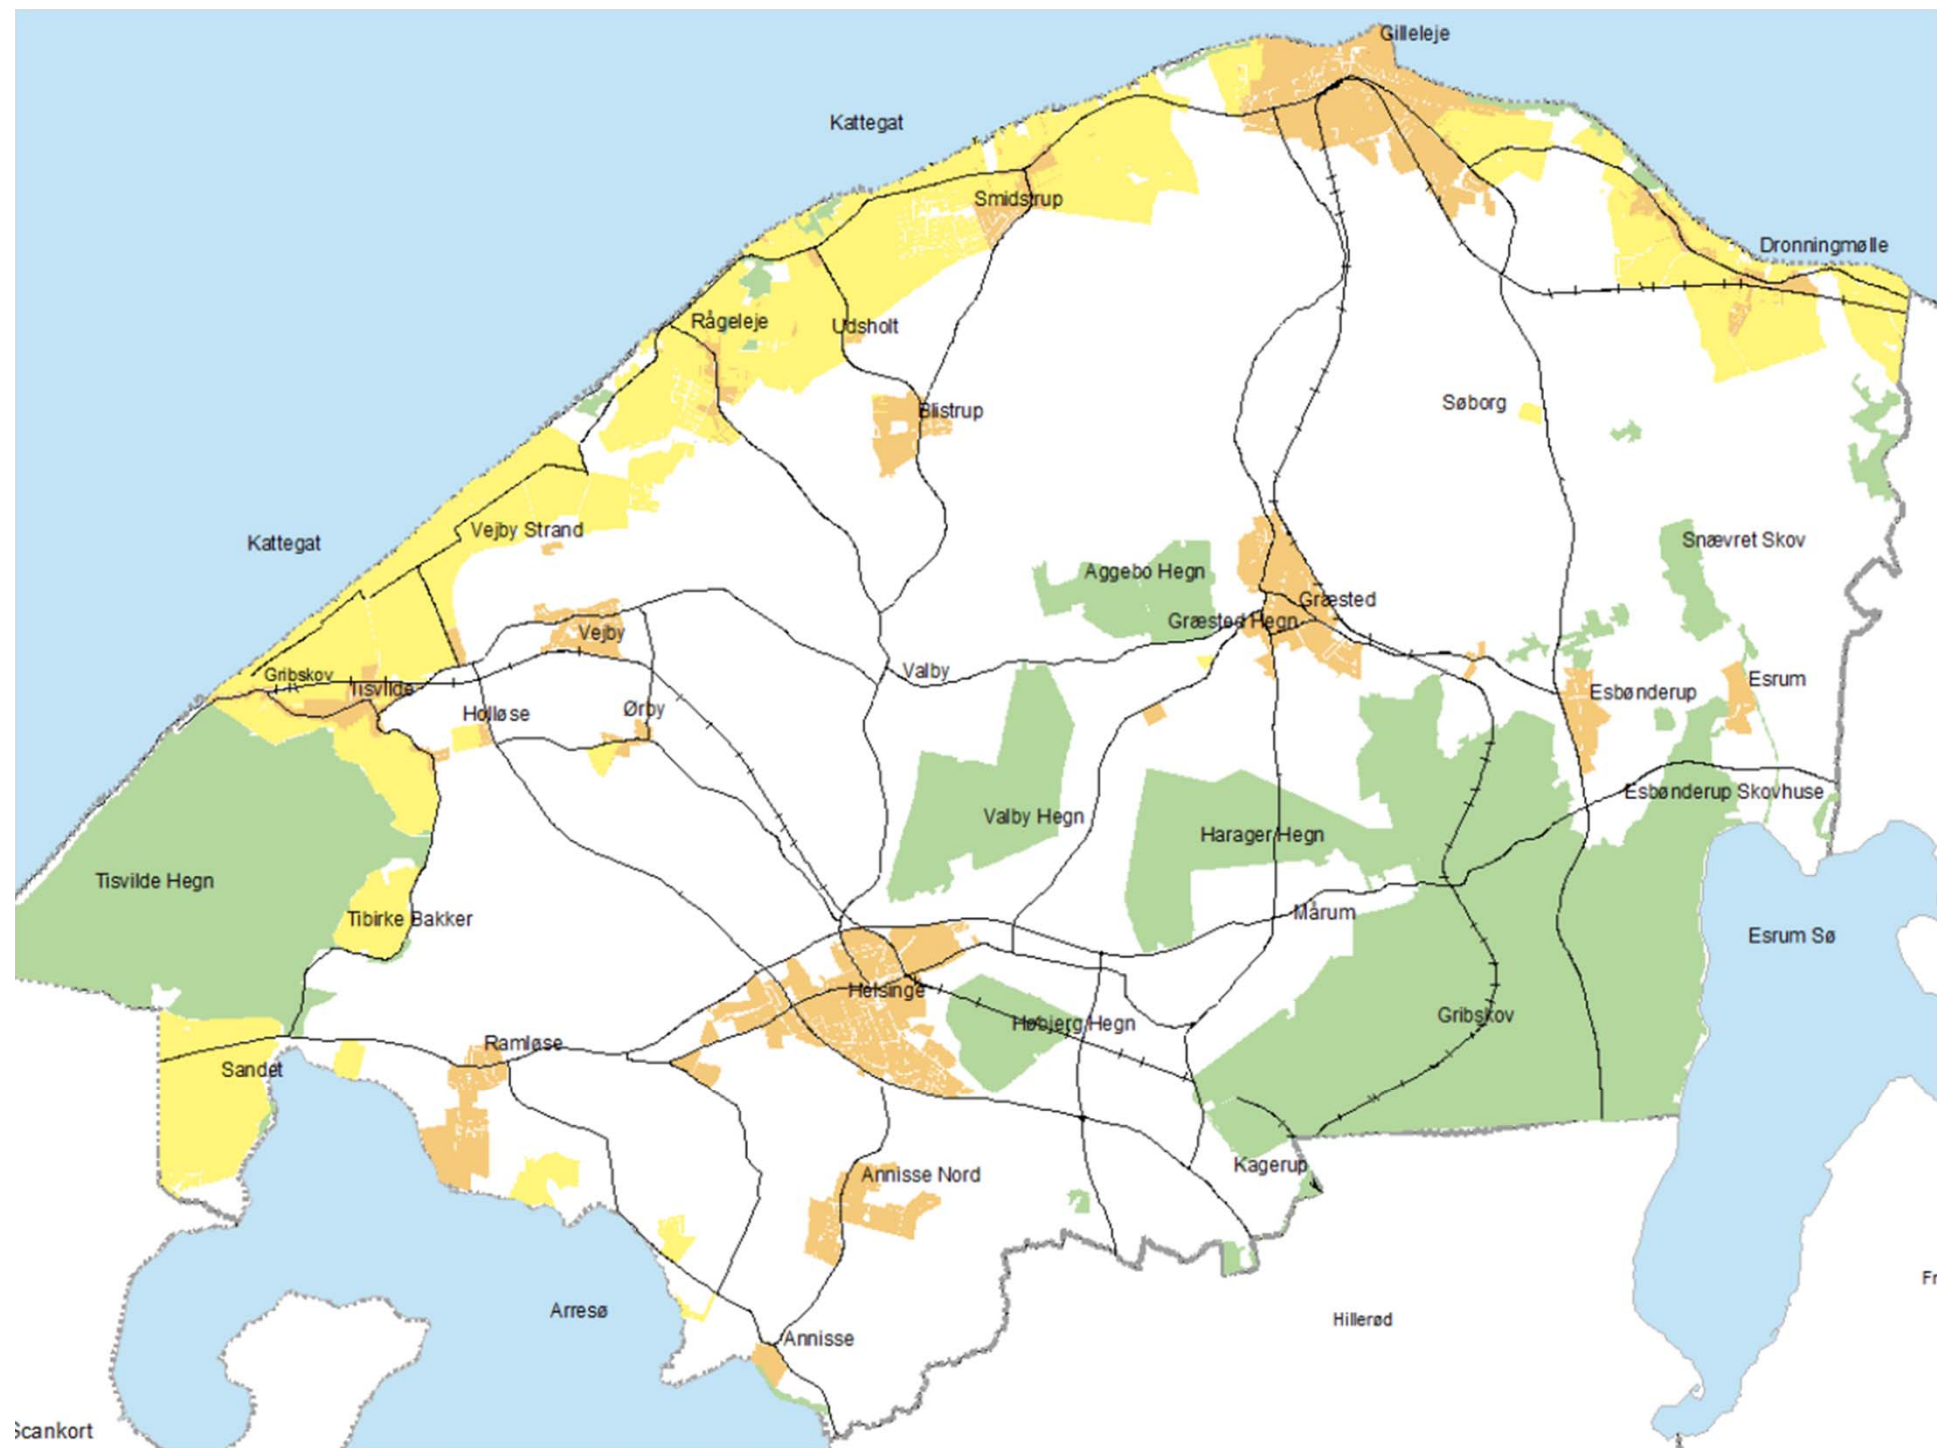 Gilleleje
Kattegat
Smidstrup
Dronningmølle
Rågeleje
Udsholt
Blistrup
Søborg
Vejby Strand
Kattegat
Snævret Skov
Aggebo Hegn
Græsted
Græsted Hegn
Vejby
Gribskov
Valby
Esrum
Tisvilde
Esbønderup
Holløse
Ørby
Esbønderup Skovhuse
Valby Hegn
Harager Hegn
Tisvilde Hegn
Tibirke Bakker
Mårum
Esrum Sø
Helsinge
Høbjerg Hegn
Gribskov
Ramløse
Sandet
Kagerup
Annisse Nord
Fr
Arresø
Hillerød
Annisse
Scankort